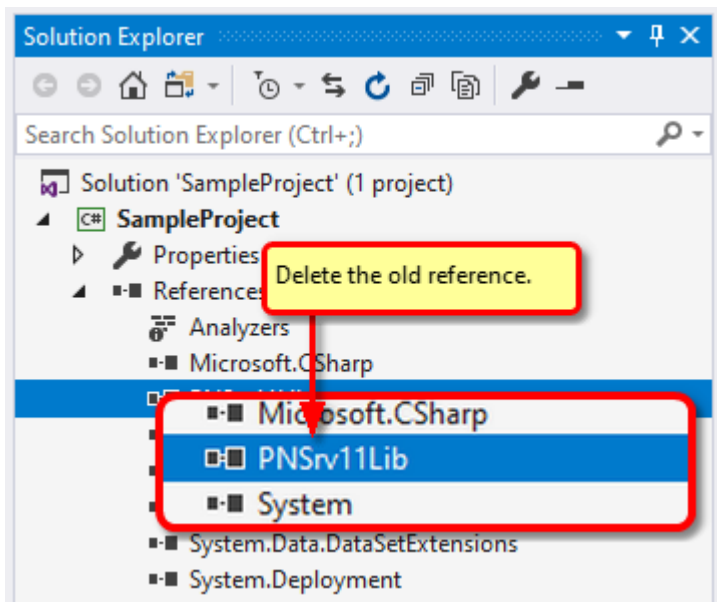 Solution Explorer
Search Solution Explorer (Ctrl+;)
Solution 'SampleProject' (1 project)
C# SampleProject
Properties
Delete the old reference.
References
Analyzers
Microsoft.CSharp
Microsoft.CSharp
PNSrv11Lib
System
System.Data.DataSetExtensions
System.Deployment